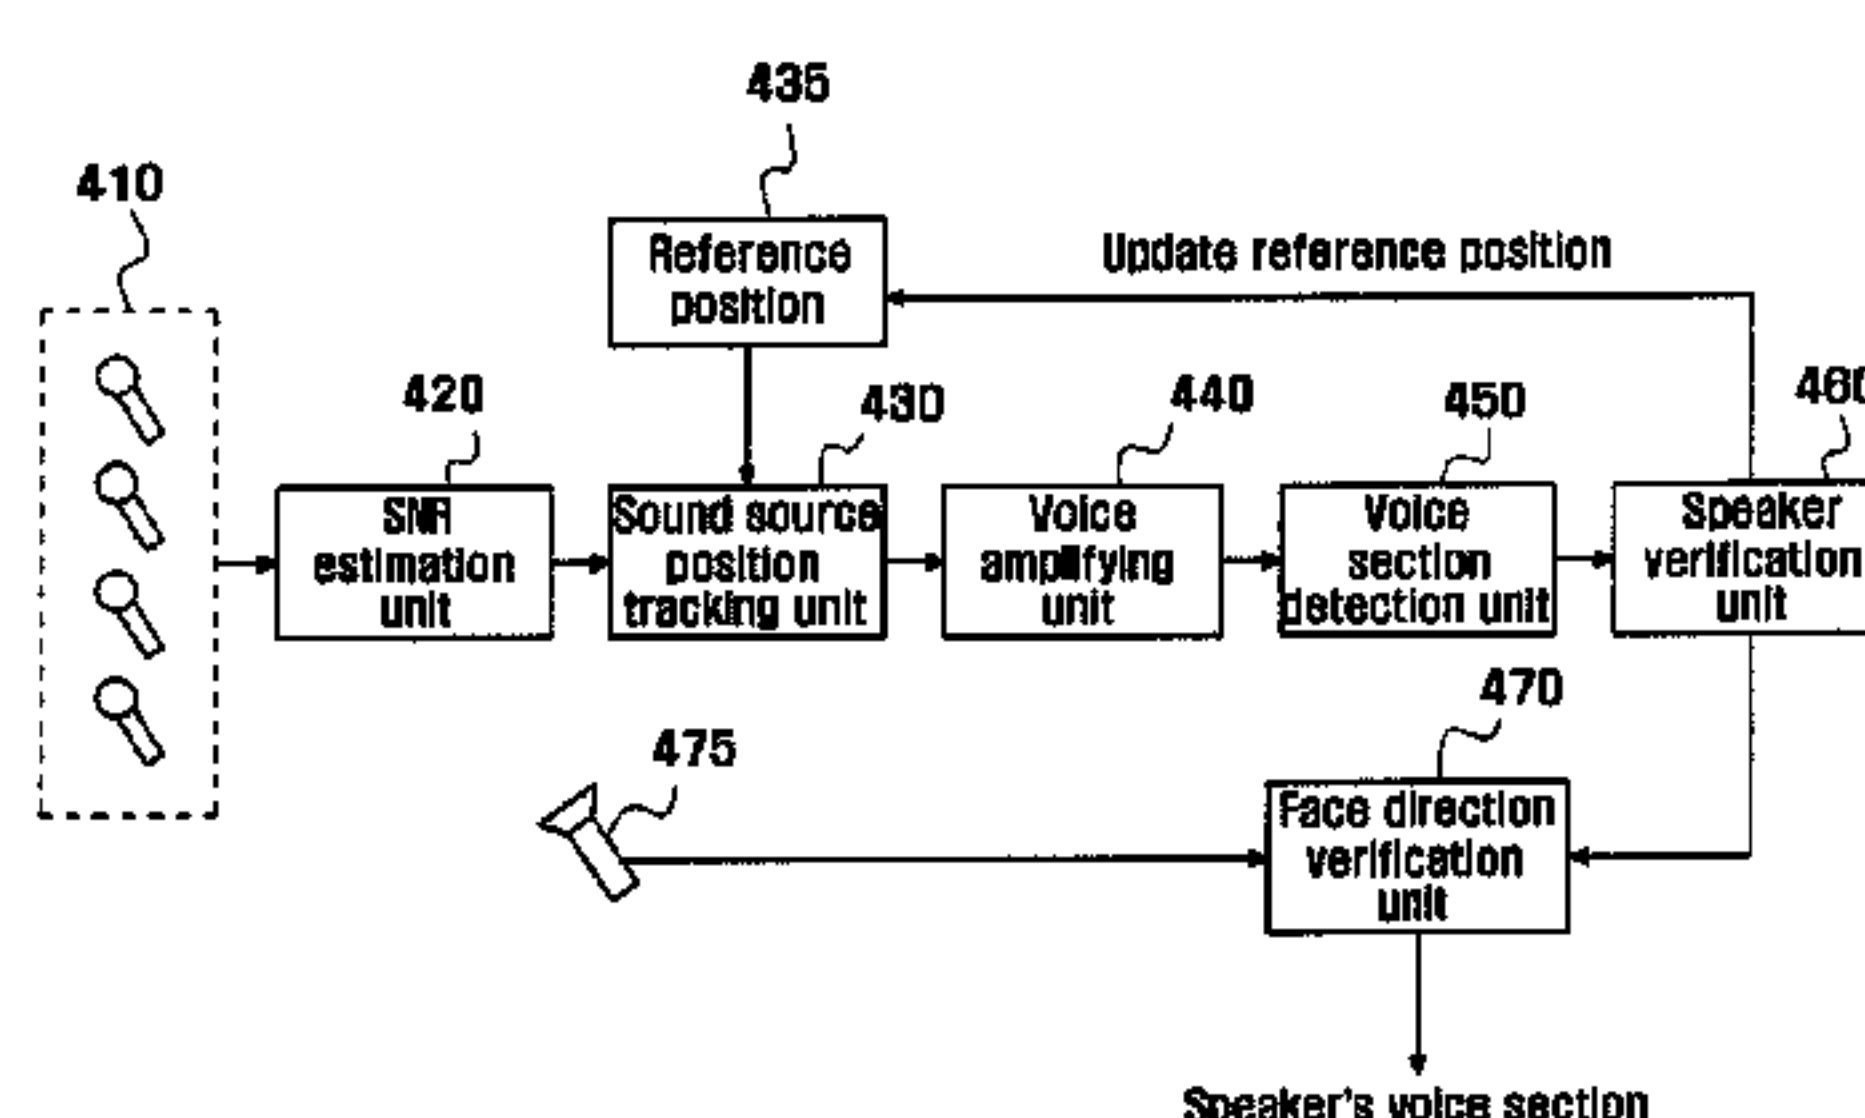 435
410
Reference
position
Update reference position
420
430
440
450
460
SNR
estimation
unit
Sound source
position
tracking unit
Voice
amplifying
unit
Voice
section
detection unit
Speaker
verification
unit
470
475
Face direction
verification
unit
Speaker's voice section